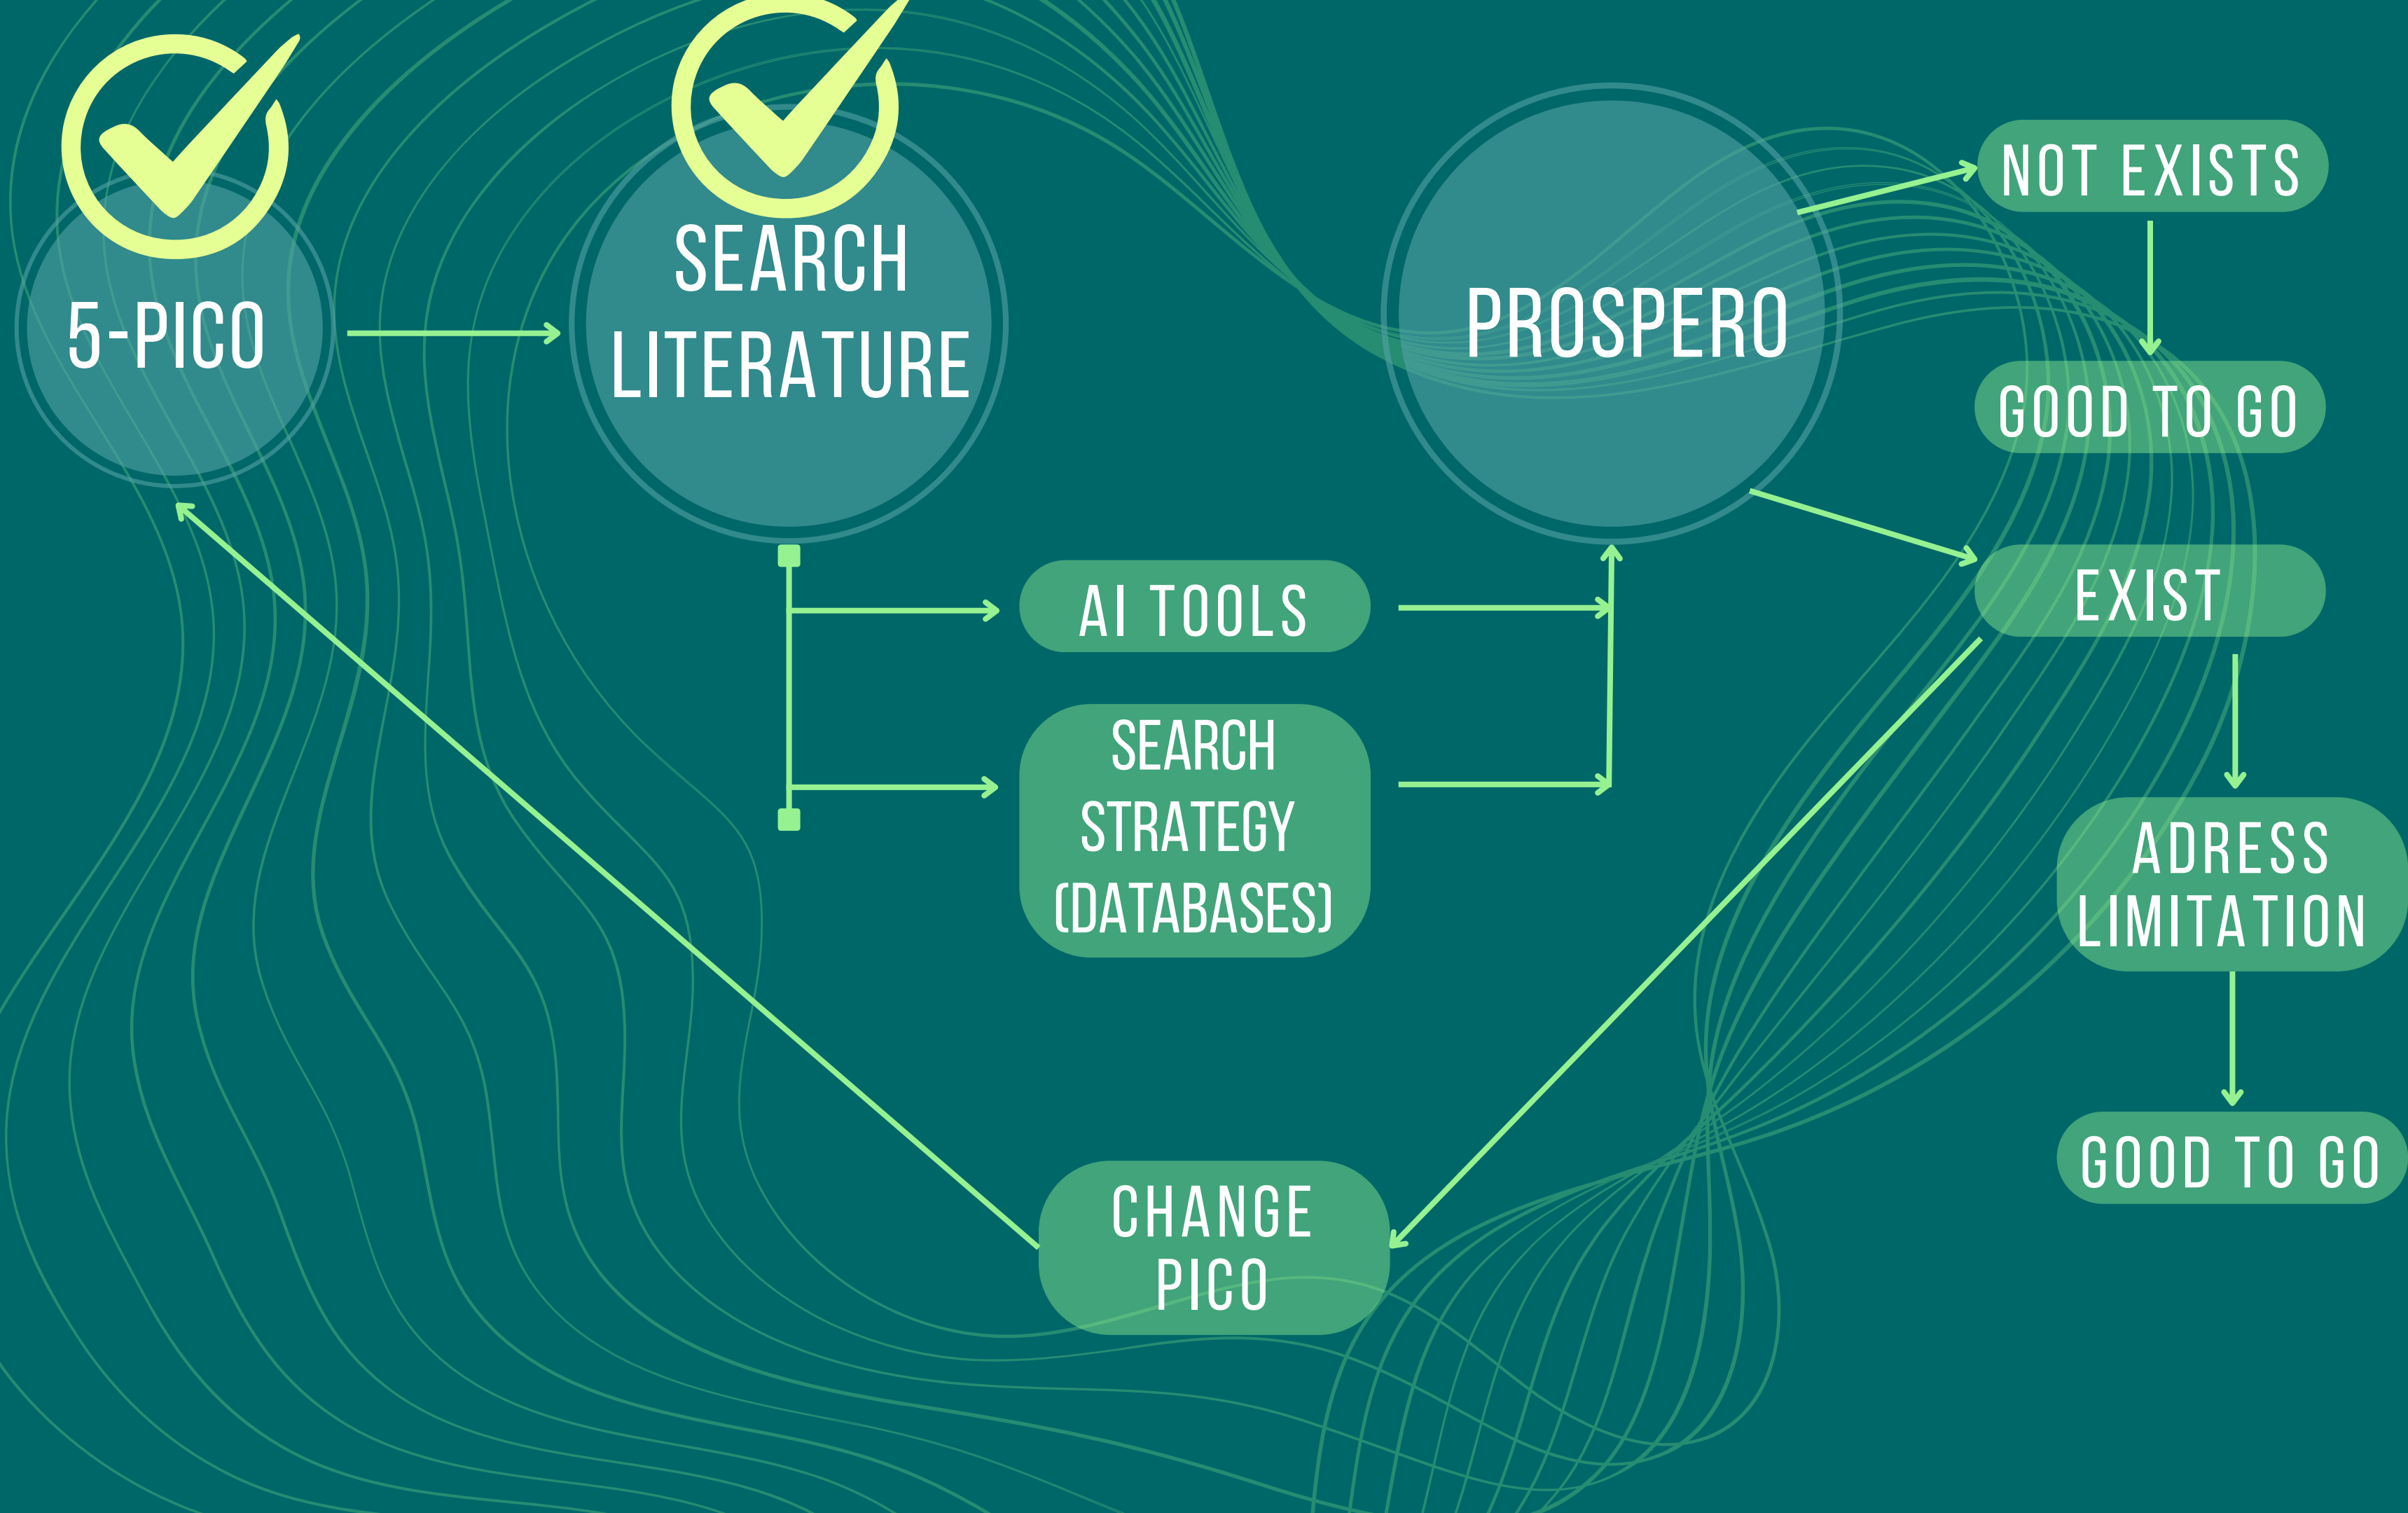 5-PICO
SEARCH
LITERATURE
AI TOOLS
SEARCH
STRATEGY
(DATABASES)
PROSPERO
NOT EXISTS
GOOD TO GO
EXIST
ADRESS
LIMITATION
GOOD TO GO
CHANGE
PICO